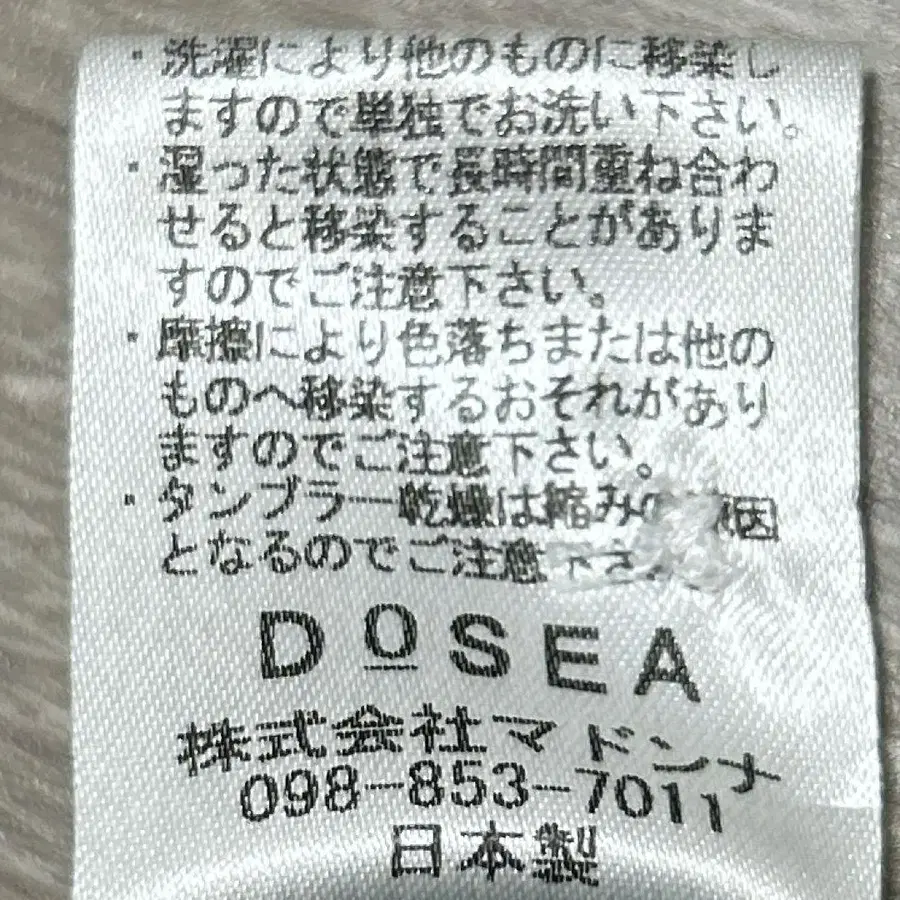 ・洗濯により他のものに移染し
ますので単独でお洗い下さい。
・湿った状態で長時間重ね合わ
せると移染することがありま
すのでご注意下さい。
・摩擦により色落ちまたは他の
ものへ移染するおそれがあり
ますのでご注意下さい。
・タンブラー乾燥は縮みの 因
となるのでご注意下さ
DOSEA
株式会社マドンナ
098-853-7011
日本製